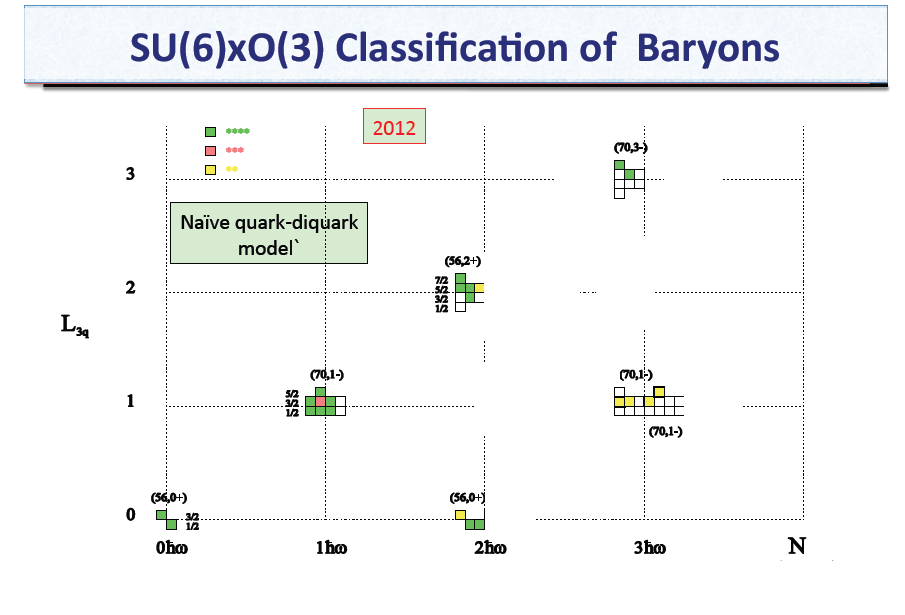 SU(6)xO(3) Classification of  Baryons
2012
****
***
**
(70,3-)
3
Naïve quark-diquark
model`
(56,2+)
7/2
5/2
3/2
1/2
2
L3q
(70,1-)
5/2
3/2
1/2
(70,1-)
1
(70,1-)
(56,0+)
3/2
1/2
(56,0+)
0
0ħω
1ħω
2ħω
3ħω
N